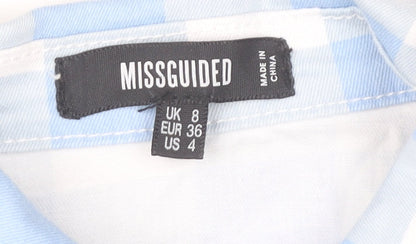 MISSGUIDED
MADE IN
CHINA
UK 8
EUR 36
US 4